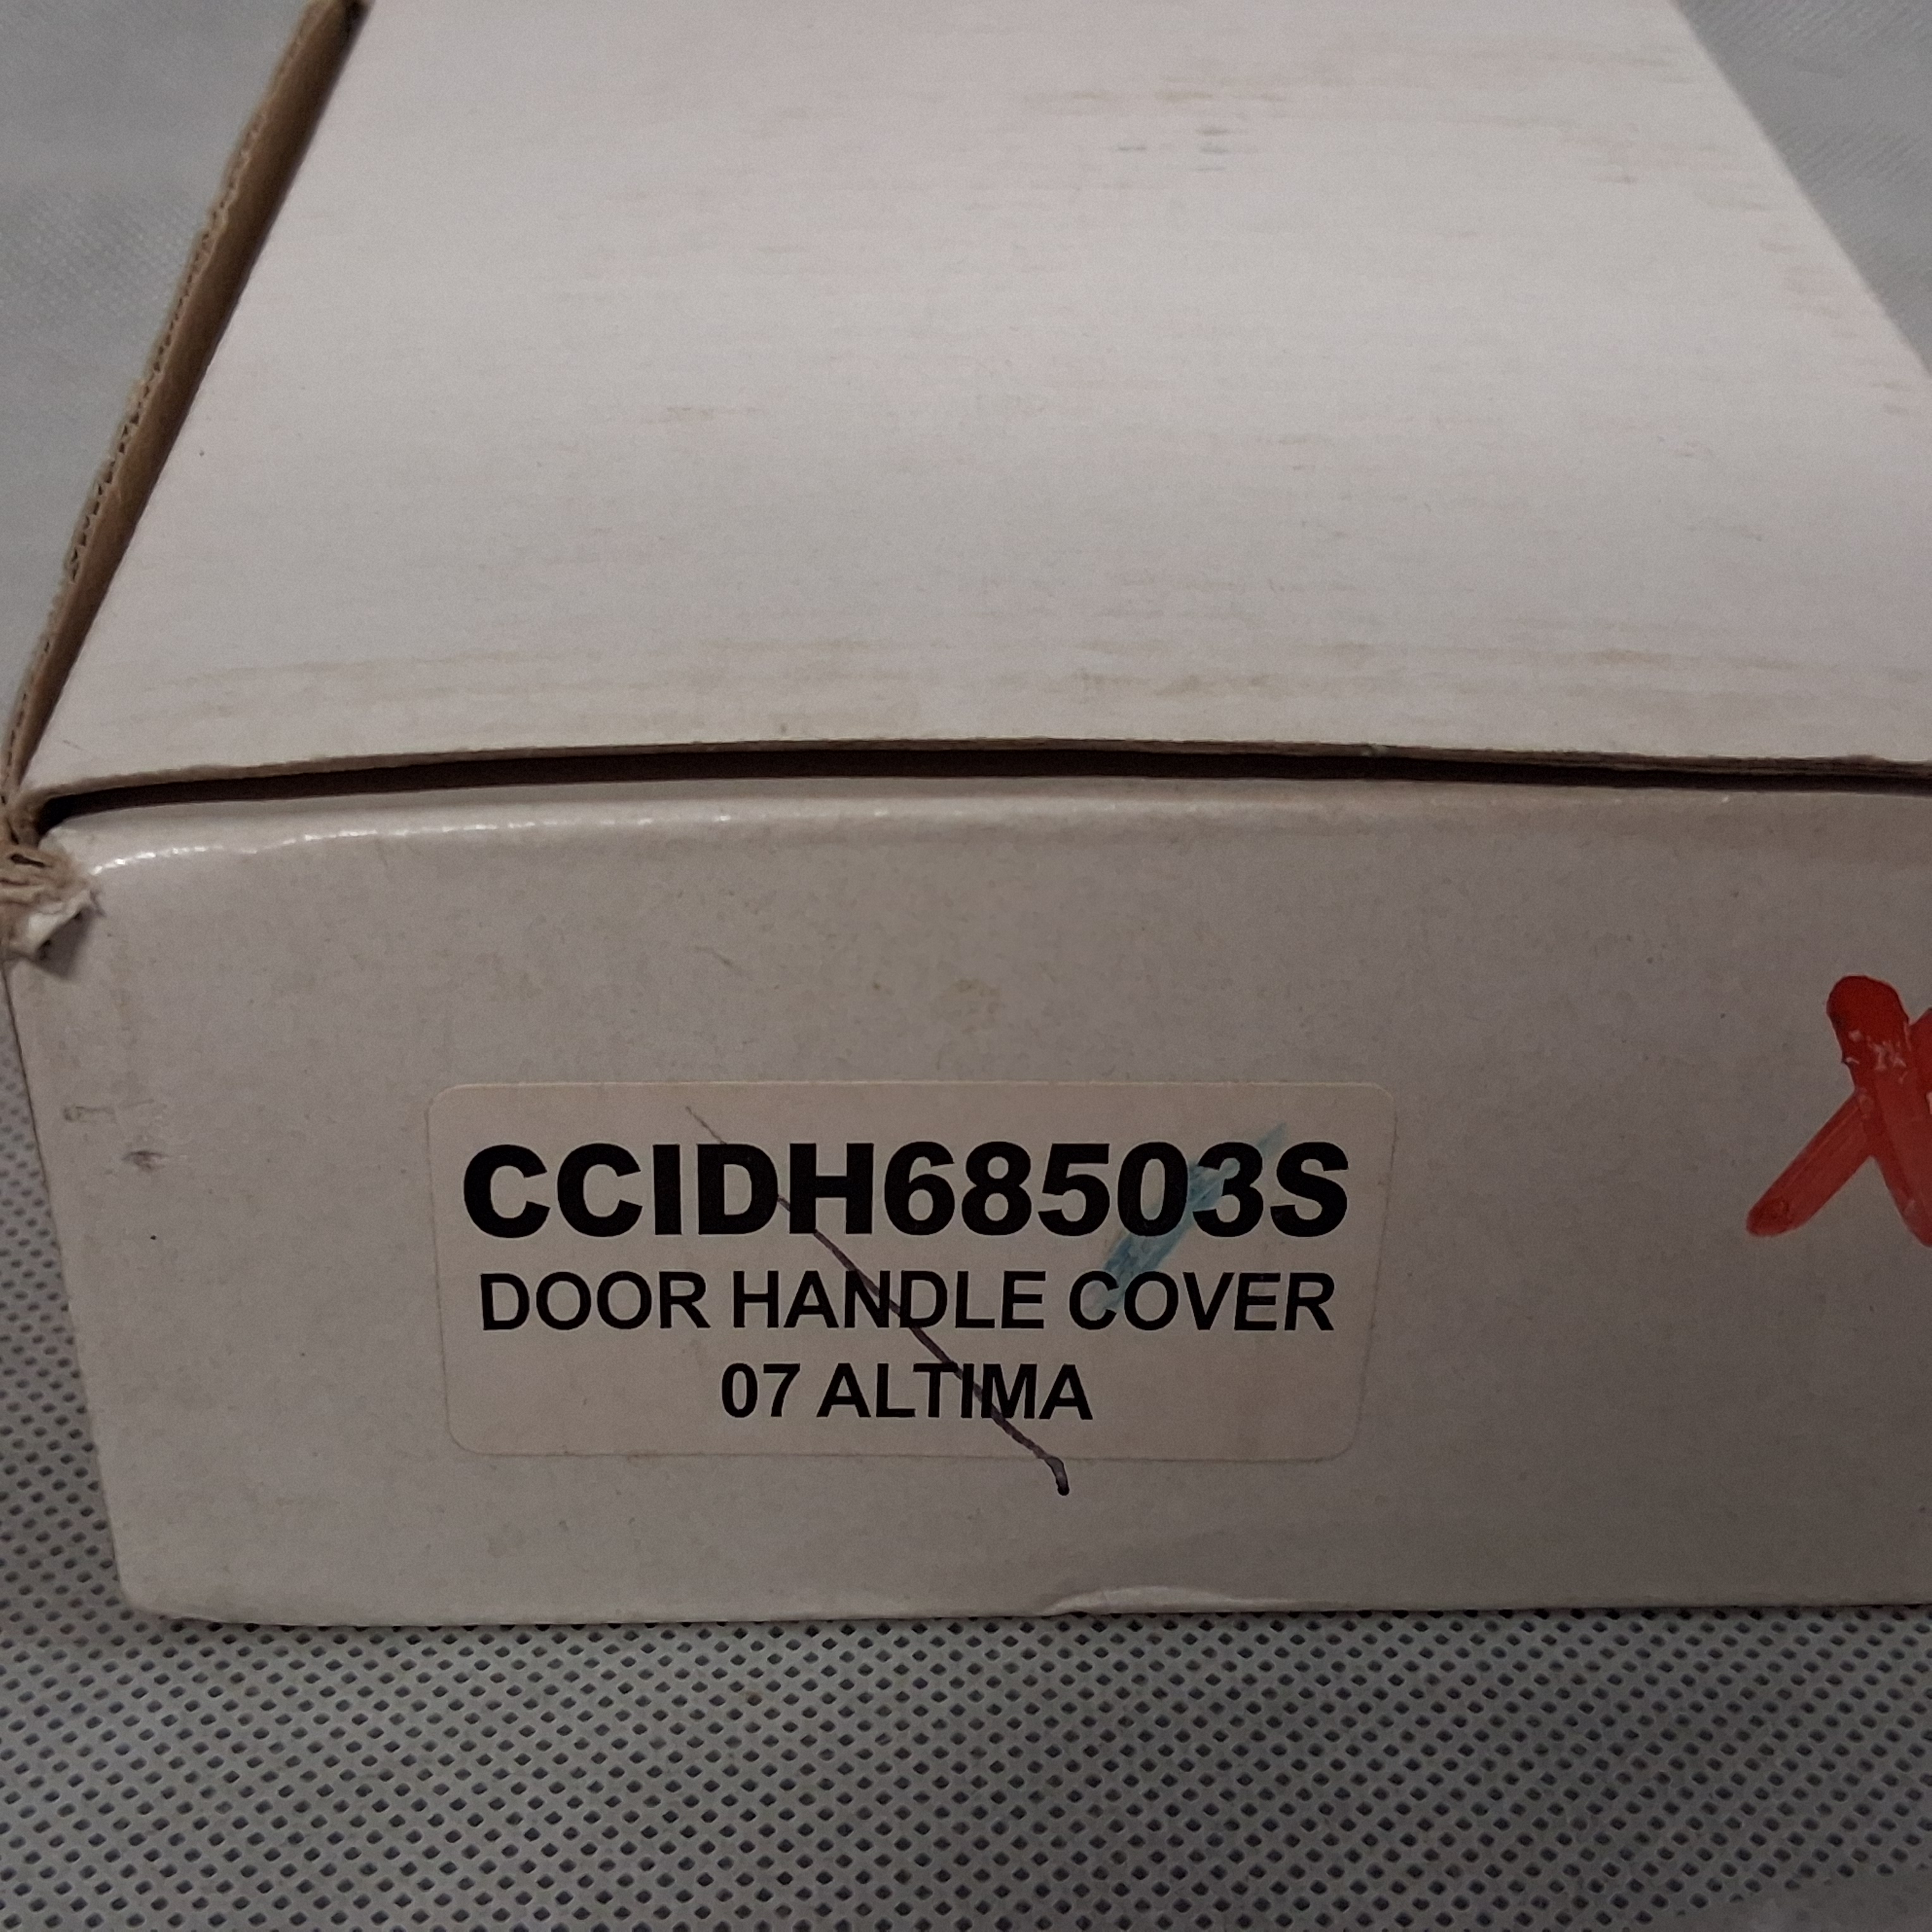 CCIDH68503S
DOOR HANDLE COVER
07 ALTIMA